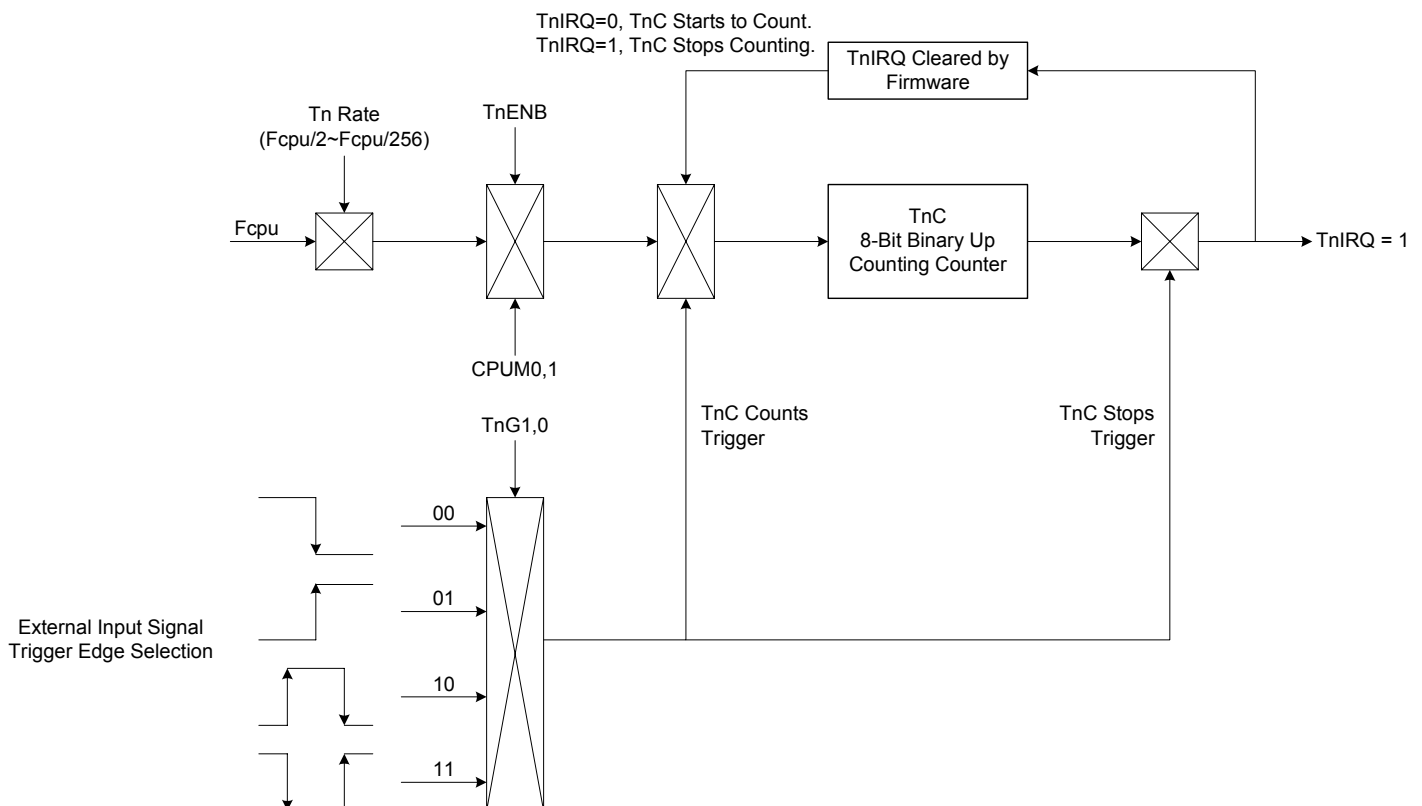 TnIRQ=0, TnC Starts to Count.
TnIRQ=1, TnC Stops Counting.
TnIRQ Cleared by
Firmware
Tn Rate
(Fcpu/2~Fcpu/256)
TnENB
Fcpu
TnC
8-Bit Binary Up
Counting Counter
TnIRQ = 1
CPUM0,1
TnG1,0
TnC Counts
Trigger
TnC Stops
Trigger
00
01
External Input Signal
Trigger Edge Selection
10
11